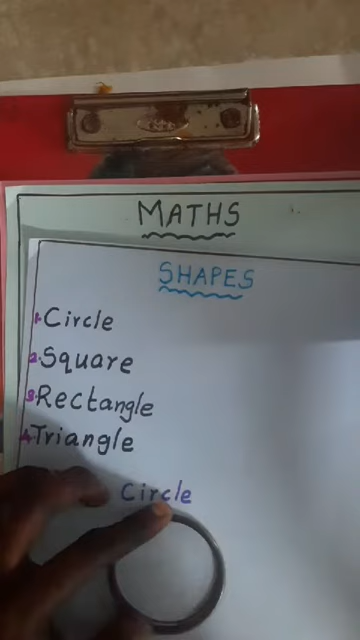 MATHS
SHAPES
1. Circle
2. Square
3. Rectangle
4. Triangle
Circle